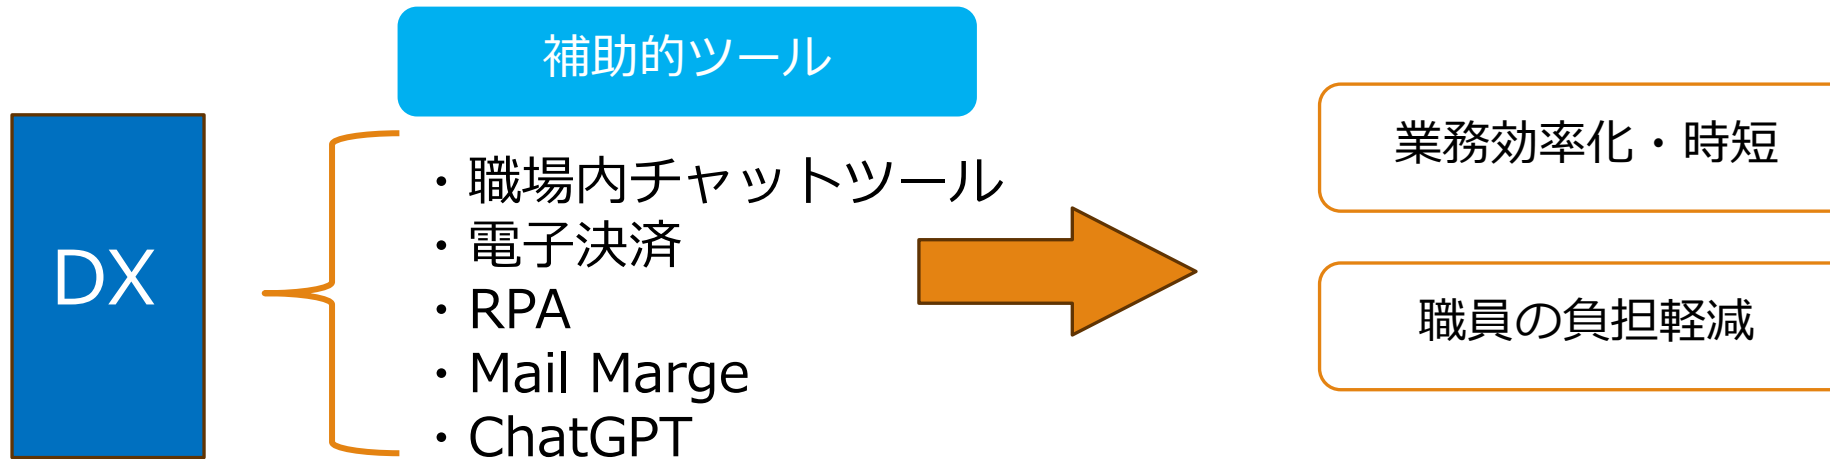 補助的ツール
DX
・職場内チャットツール
・電子決済
・RPA
・Mail Marge
・ChatGPT
業務効率化・時短
職員の負担軽減